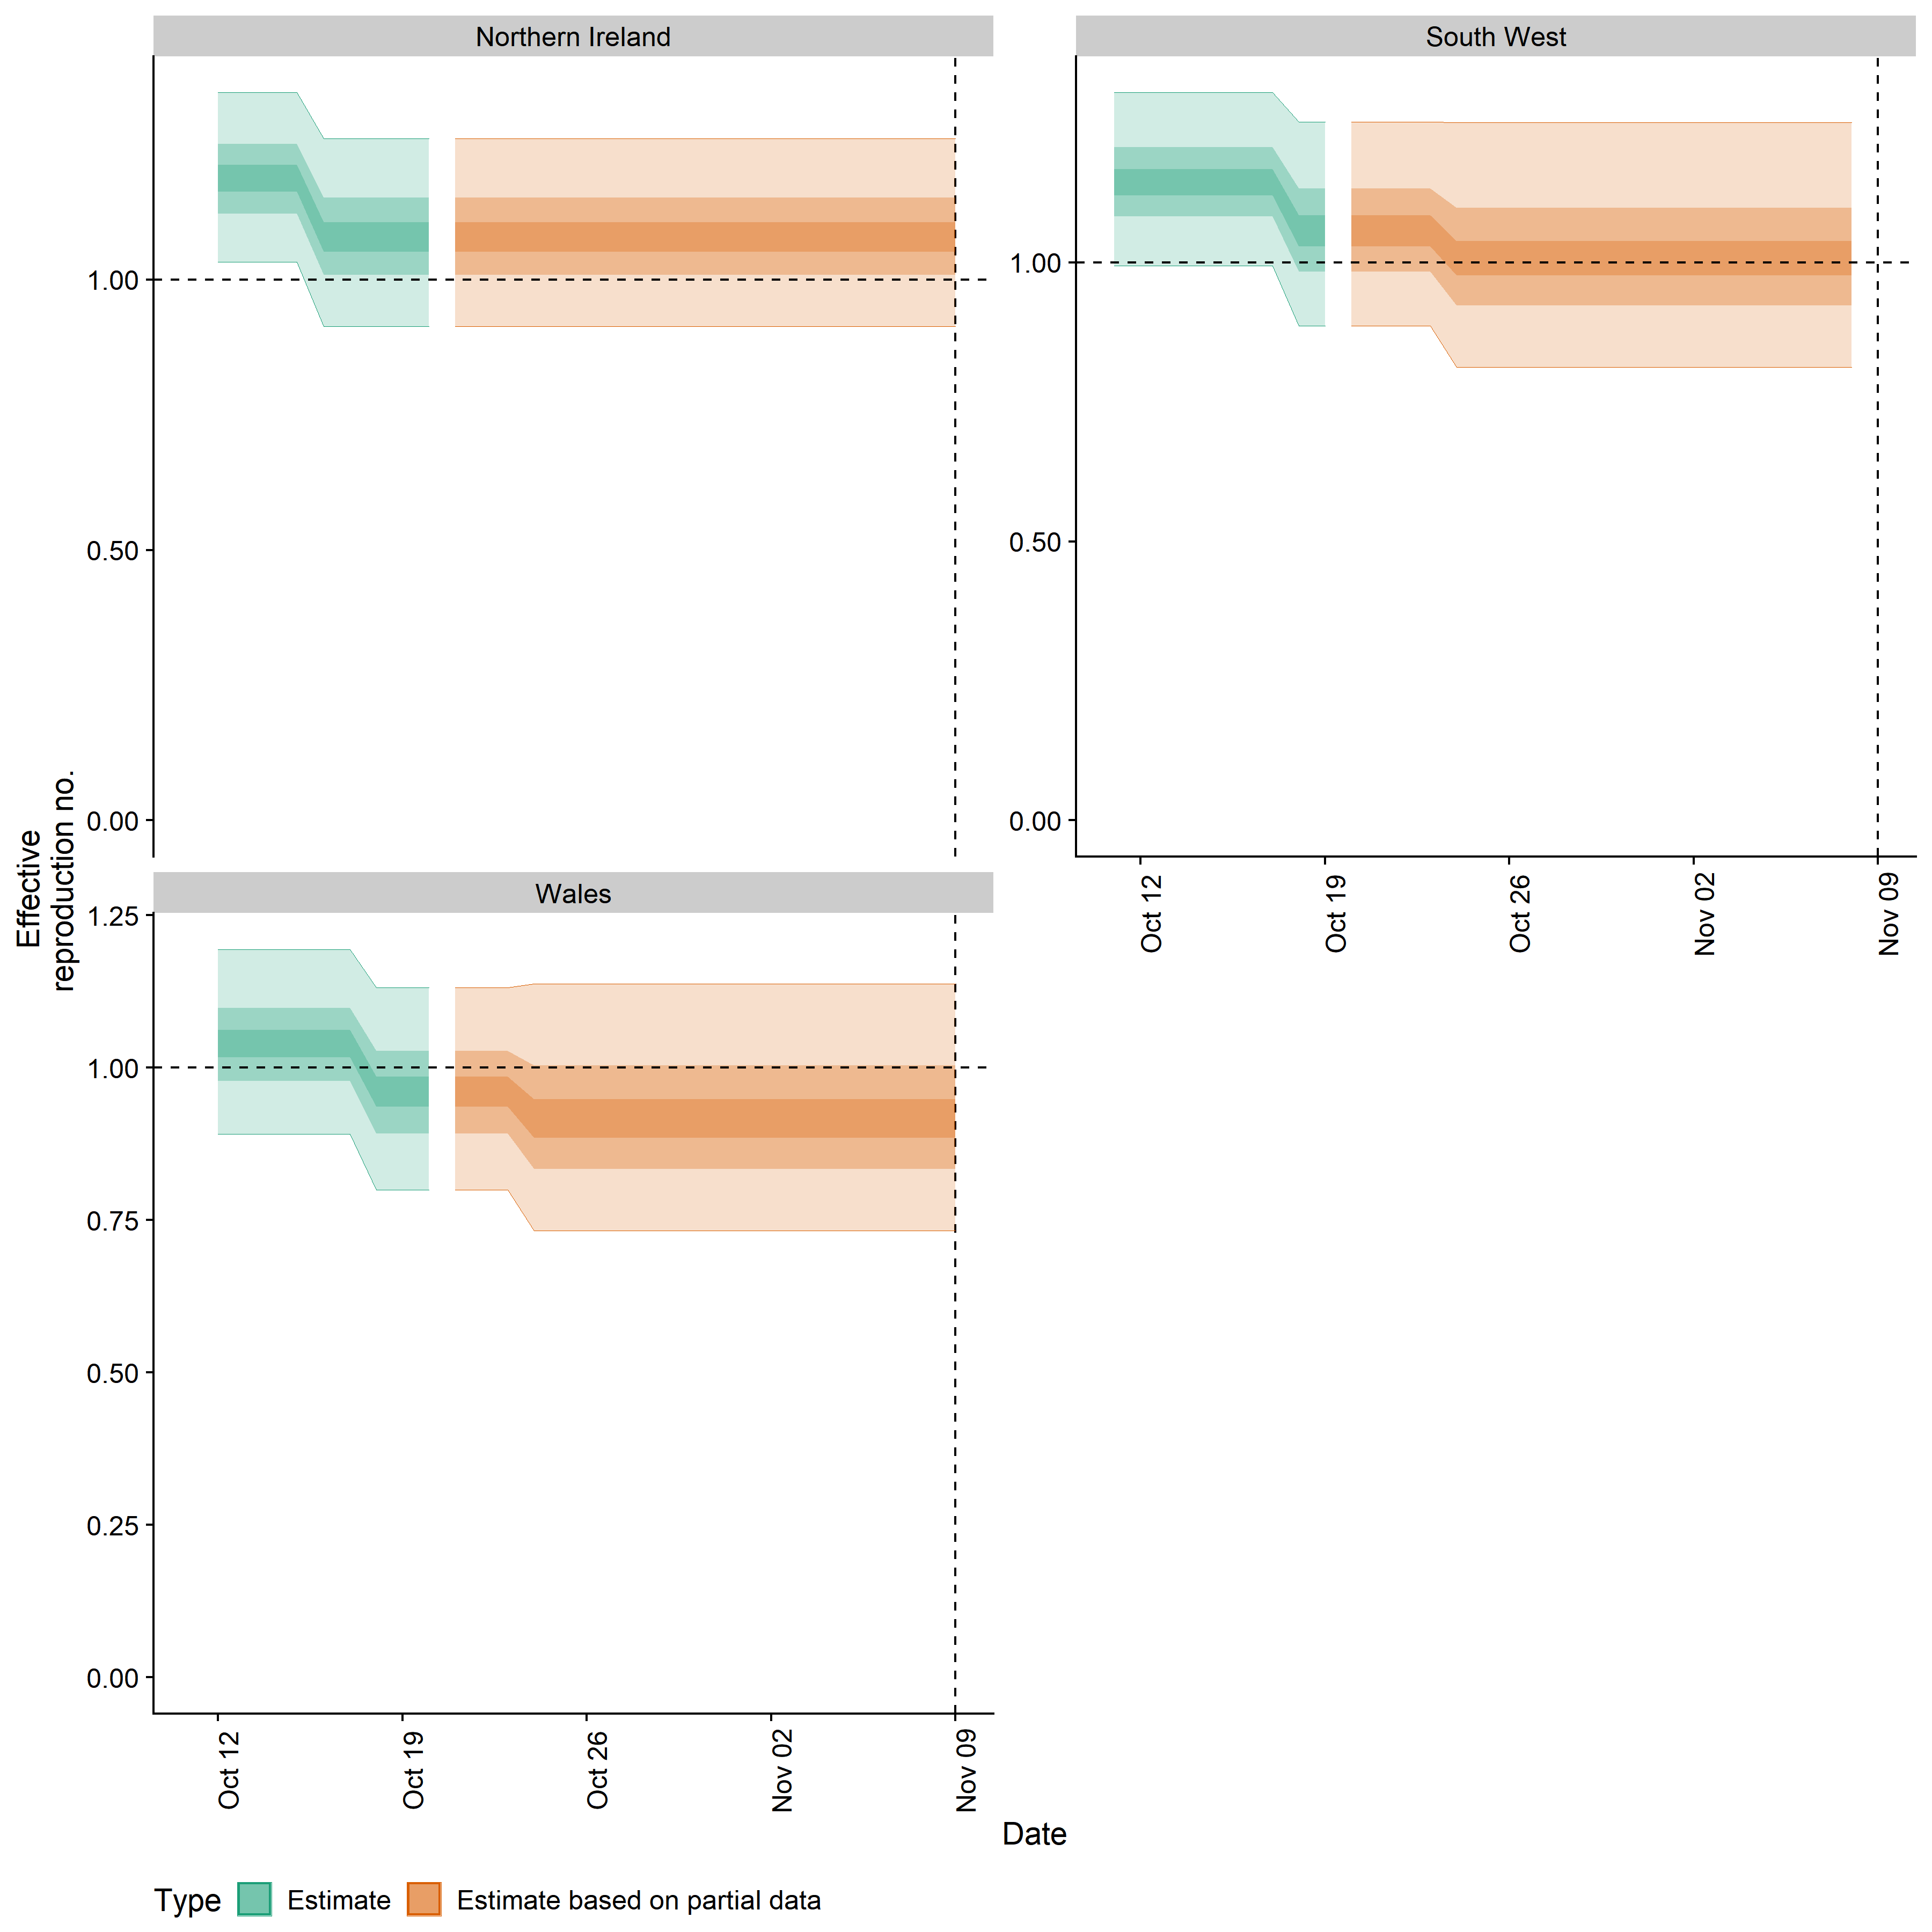 Northern Ireland
South West
1.00
0.50
0.00
1.00
0.50
0.00
Oct 12
Oct 19
Oct 26
Nov 02
Nov 09
Effective
reproduction no.
Wales
1.25
1.00
0.75
0.50
0.25
0.00
Oct 12
Oct 19
Oct 26
Nov 02
Nov 09
Date
Type Estimate Estimate based on partial data